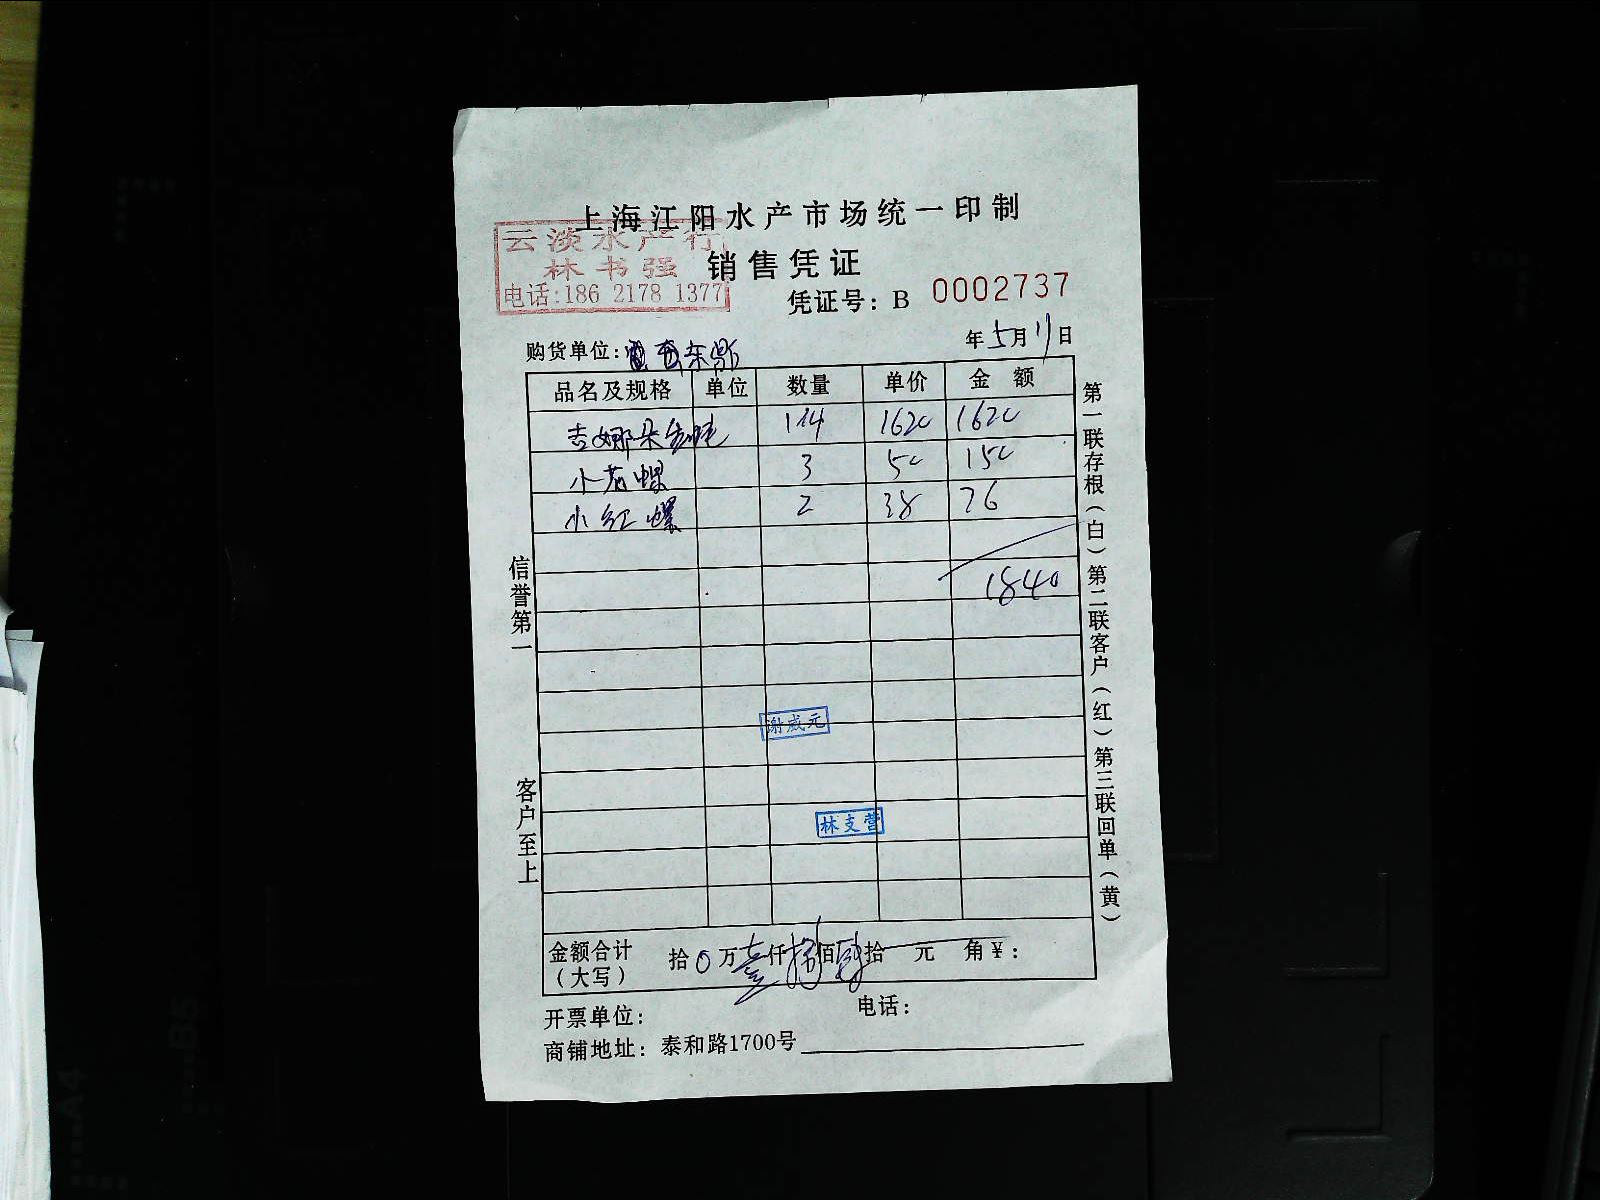 上海江阳水产市场统一印制
云淡水产行
林书强
电话:186 2178 1377
销售凭证
凭证号: B 0002737
年5月11日
购货单位:
品名及规格 单位 数量 单价 金额
吉娜朵 1620 1620
小花螺 3 50 150
小红螺 2 38 76
1840
谢威元
林支营
金额合计(大写) 拾0万壹仟捌佰肆拾 元 角¥:
开票单位: 电话:
商铺地址: 泰和路1700号
信誉第一 客户至上
第一联存根(白)第二联客户(红)第三联回单(黄)